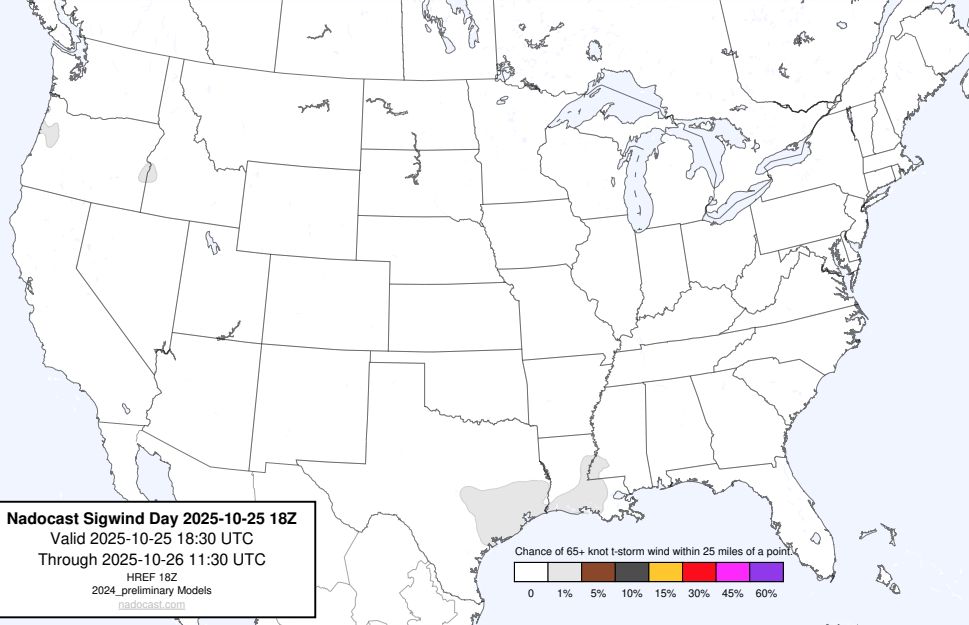 Nadocast Sigwind Day 2025-10-25 18Z
Valid 2025-10-25 18:30 UTC
Through 2025-10-26 11:30 UTC
HREF 18Z
2024_preliminary Models
nadocast.com
Chance of 65+ knot t-storm wind within 25 miles of a point.
0 1% 5% 10% 15% 30% 45% 60%